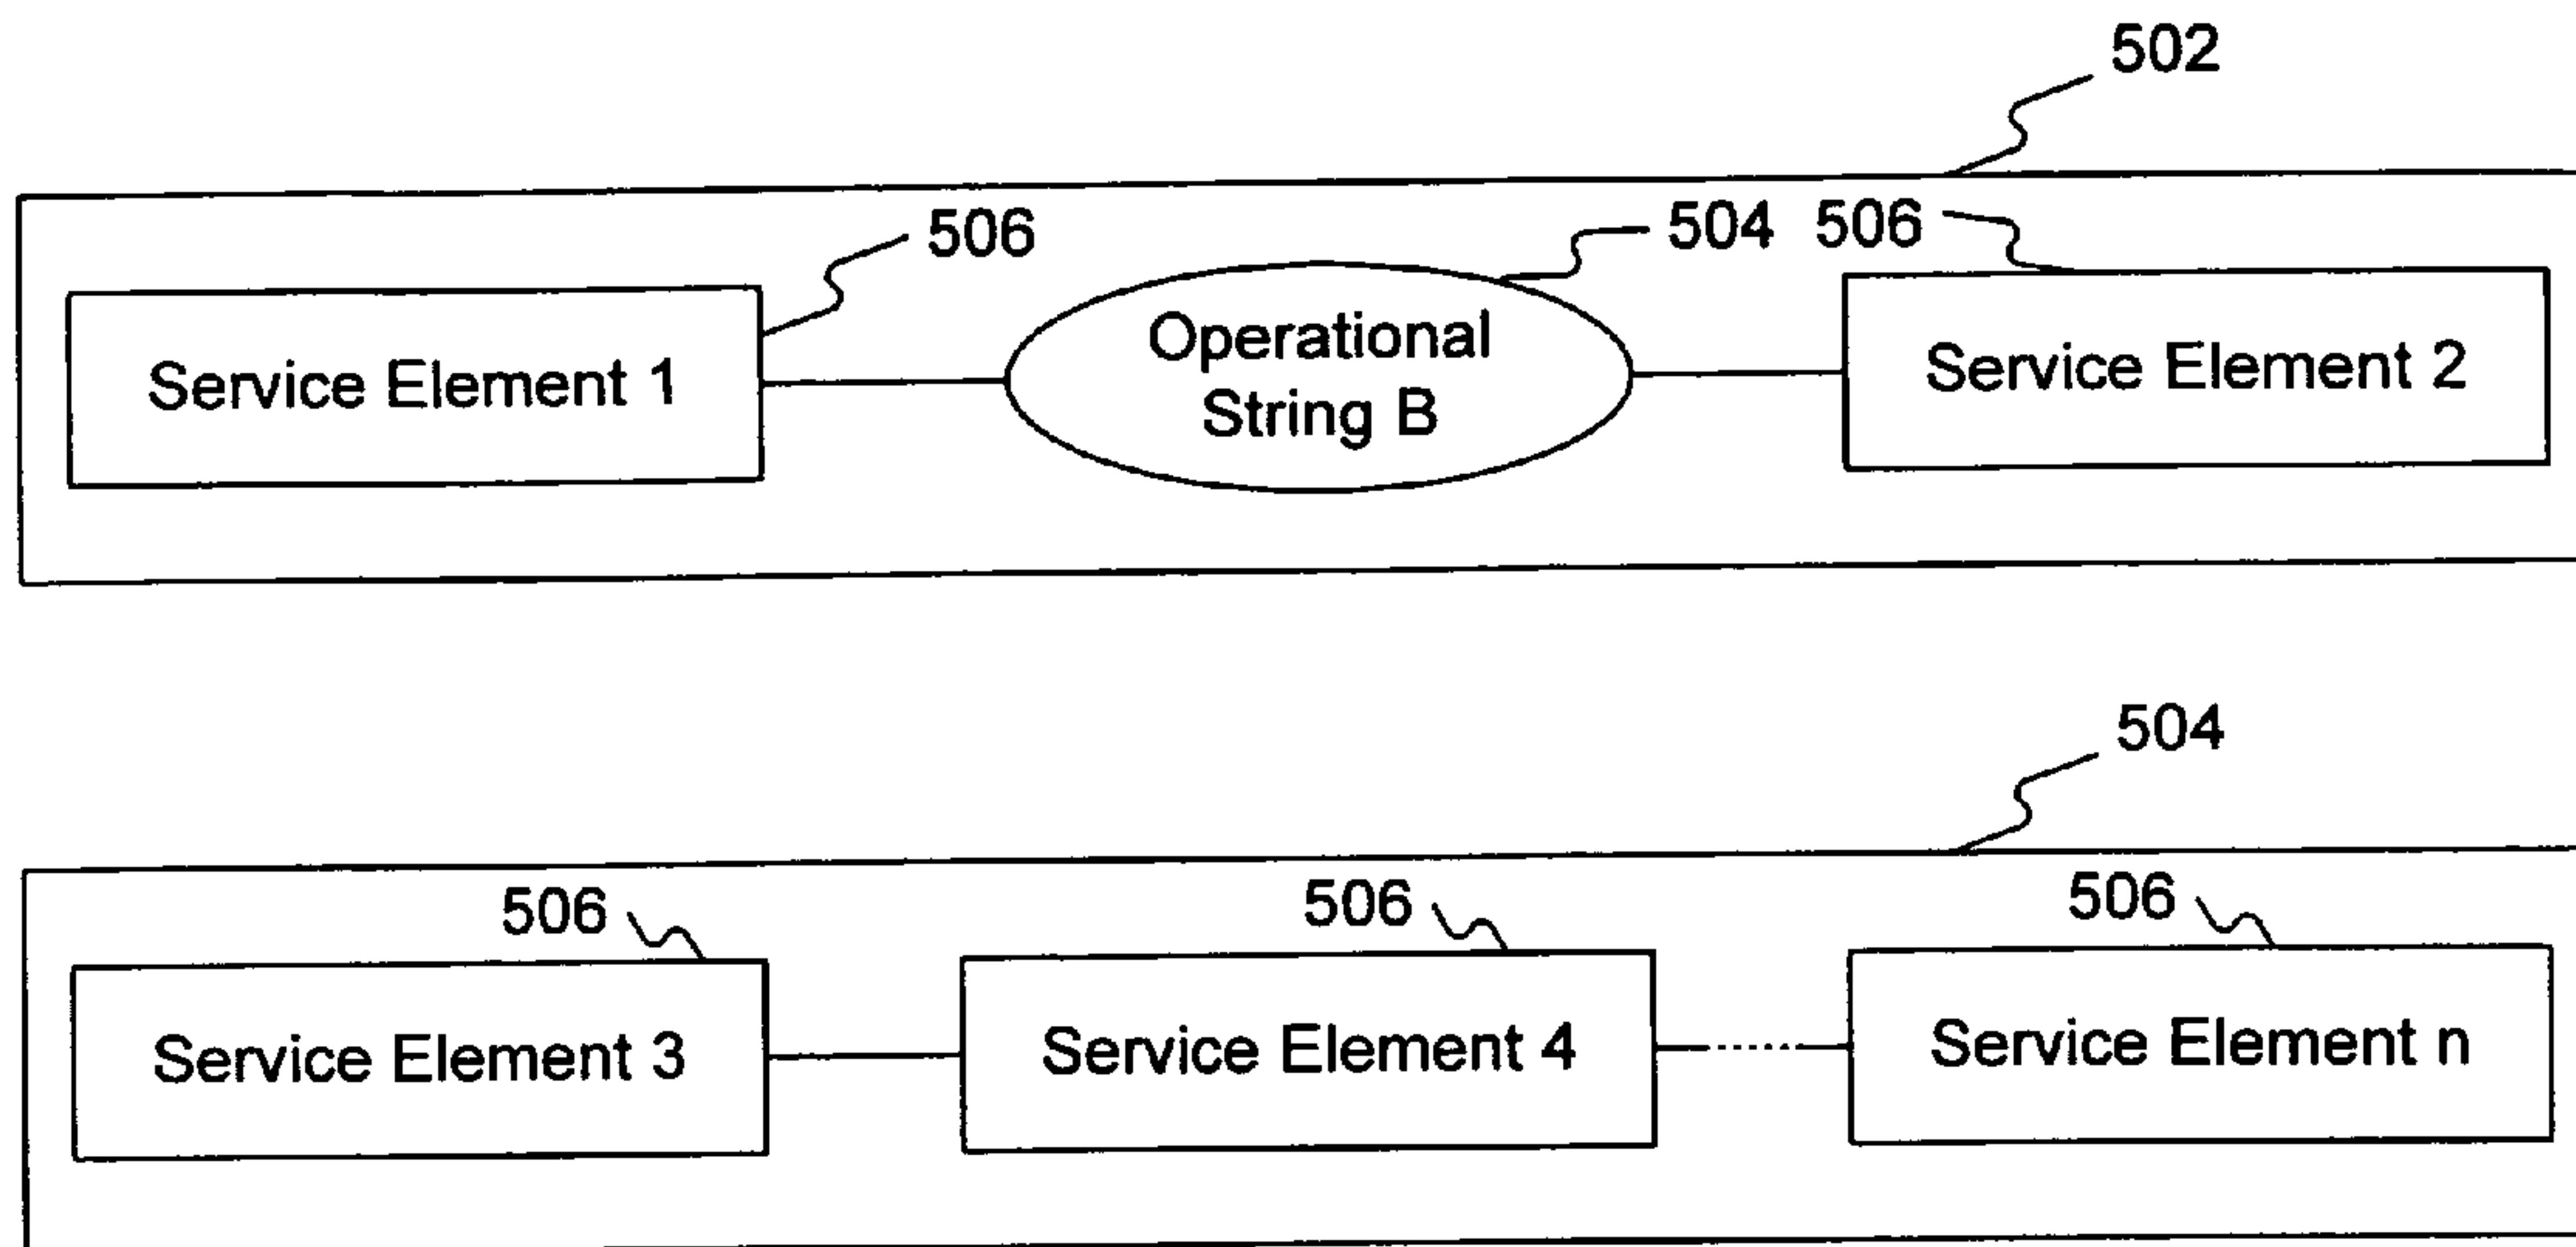 502
506
504 506
Service Element 1
Operational
String B
Service Element 2
504
506
506
506
Service Element 3
Service Element 4
Service Element n